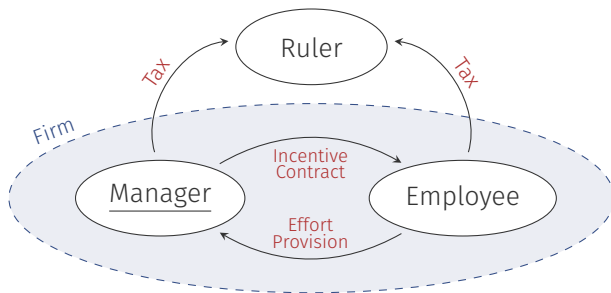 Ruler
Tax
Tax
Firm
Incentive
Contract
Manager
Employee
Effort
Provision